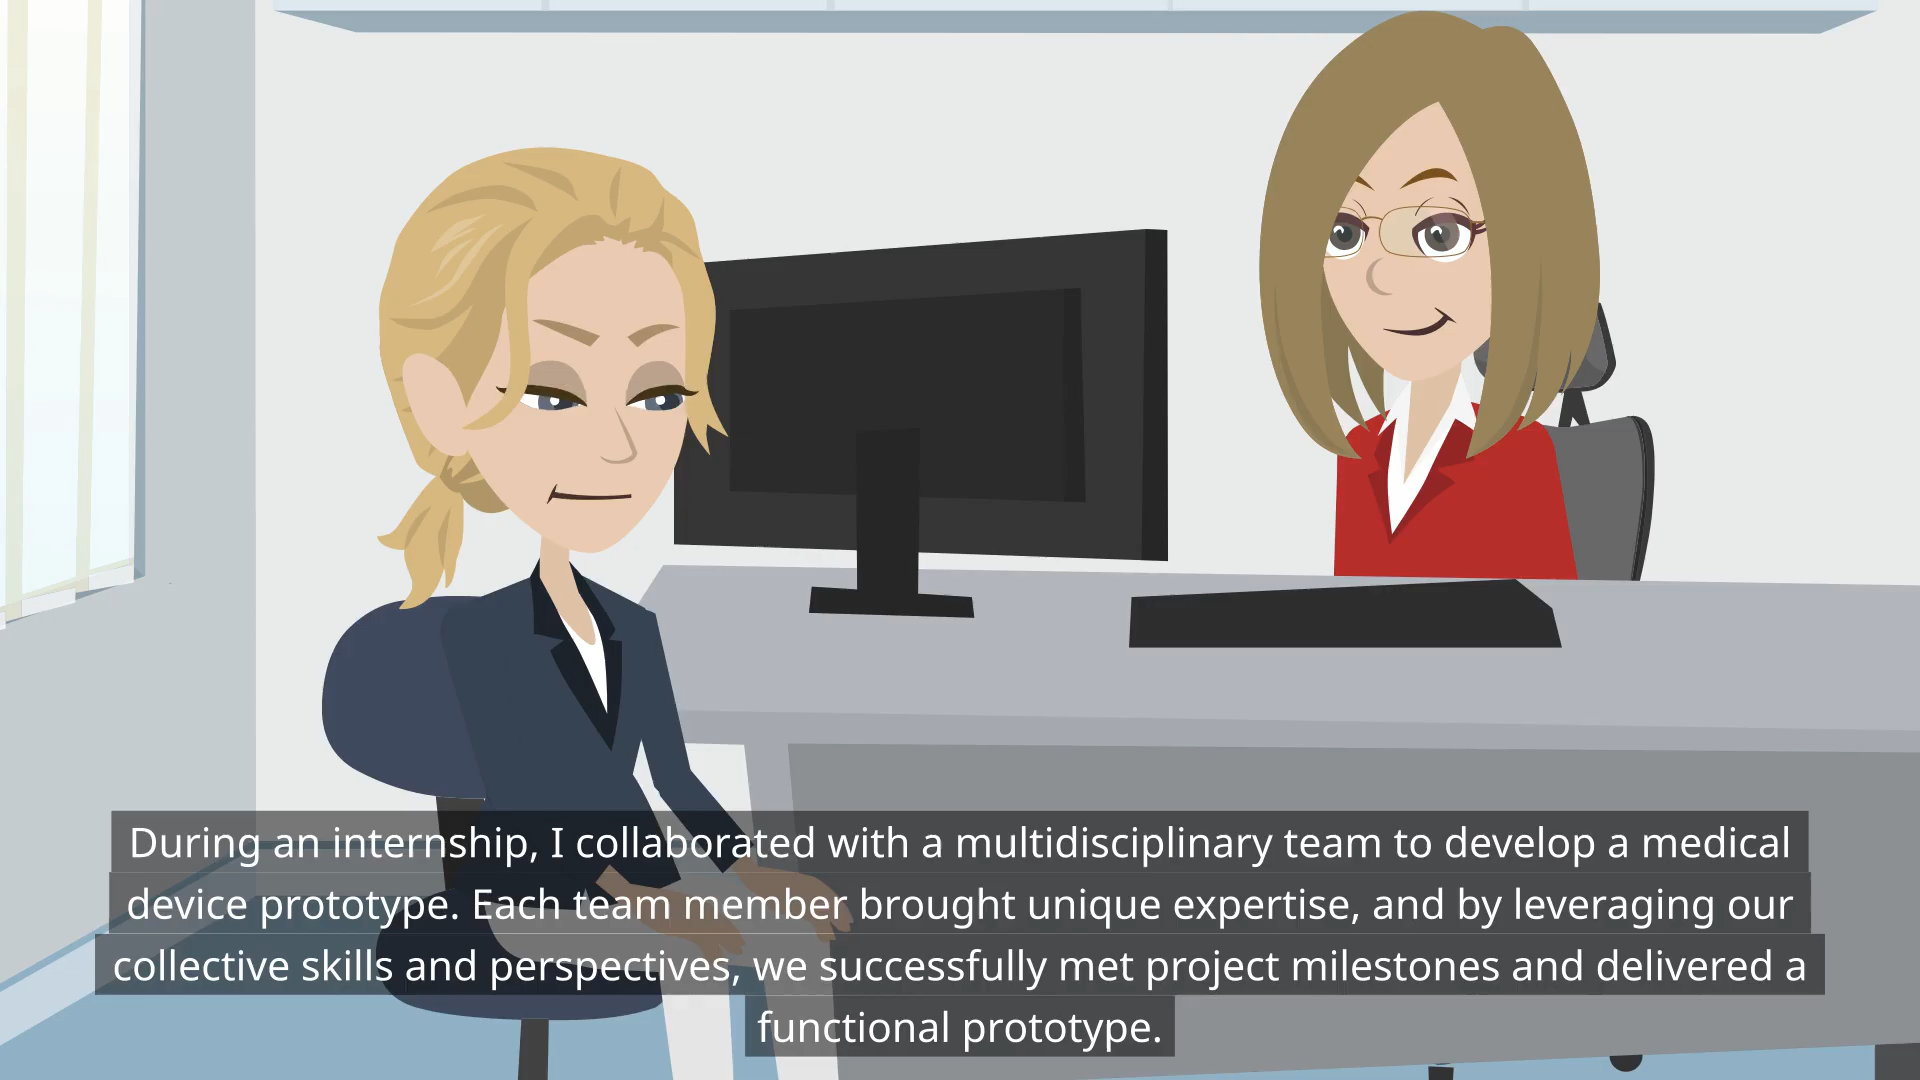 During an internship, I collaborated with a multidisciplinary team to develop a medical
device prototype. Each team member brought unique expertise, and by leveraging our
collective skills and perspectives, we successfully met project milestones and delivered a
functional prototype.